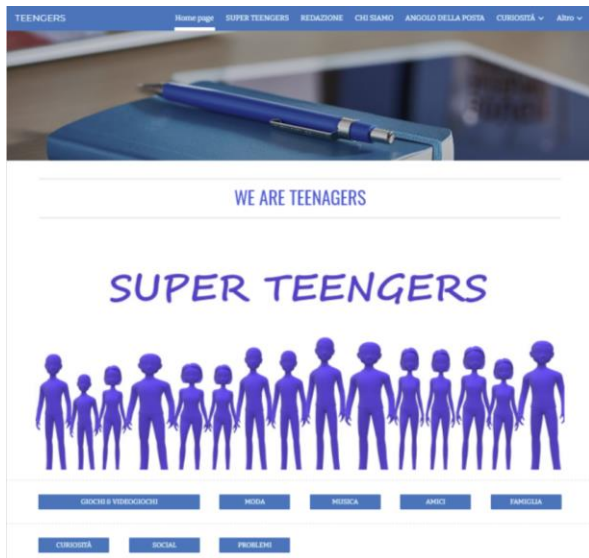 TEENGERS Home page SUPER TEENGERS REDAZIONE CHI SIAMO ANGOLO DELLA POSTA CURIOSITÀ Altro
WE ARE TEENAGERS
SUPER TEENGERS
GIOCHI & VIDEOGIOCHI MODA MUSICA AMICI FAMIGLIA
CURIOSITÀ SOCIAL PROBLEMI